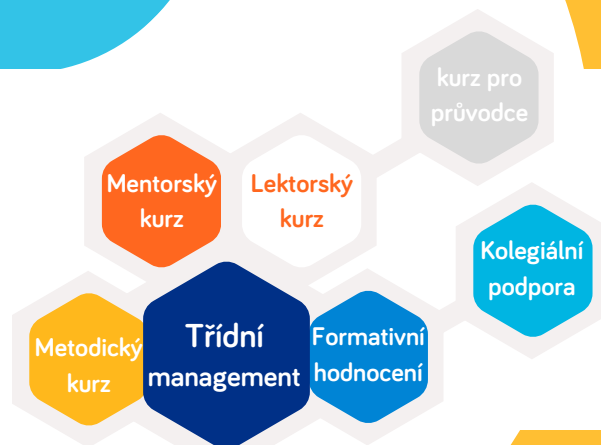 kurz pro
průvodce
Mentorský
kurz
Lektorský
kurz
Kolegiální
podpora
Metodický
kurz
Třídní
management
Formativní
hodnocení